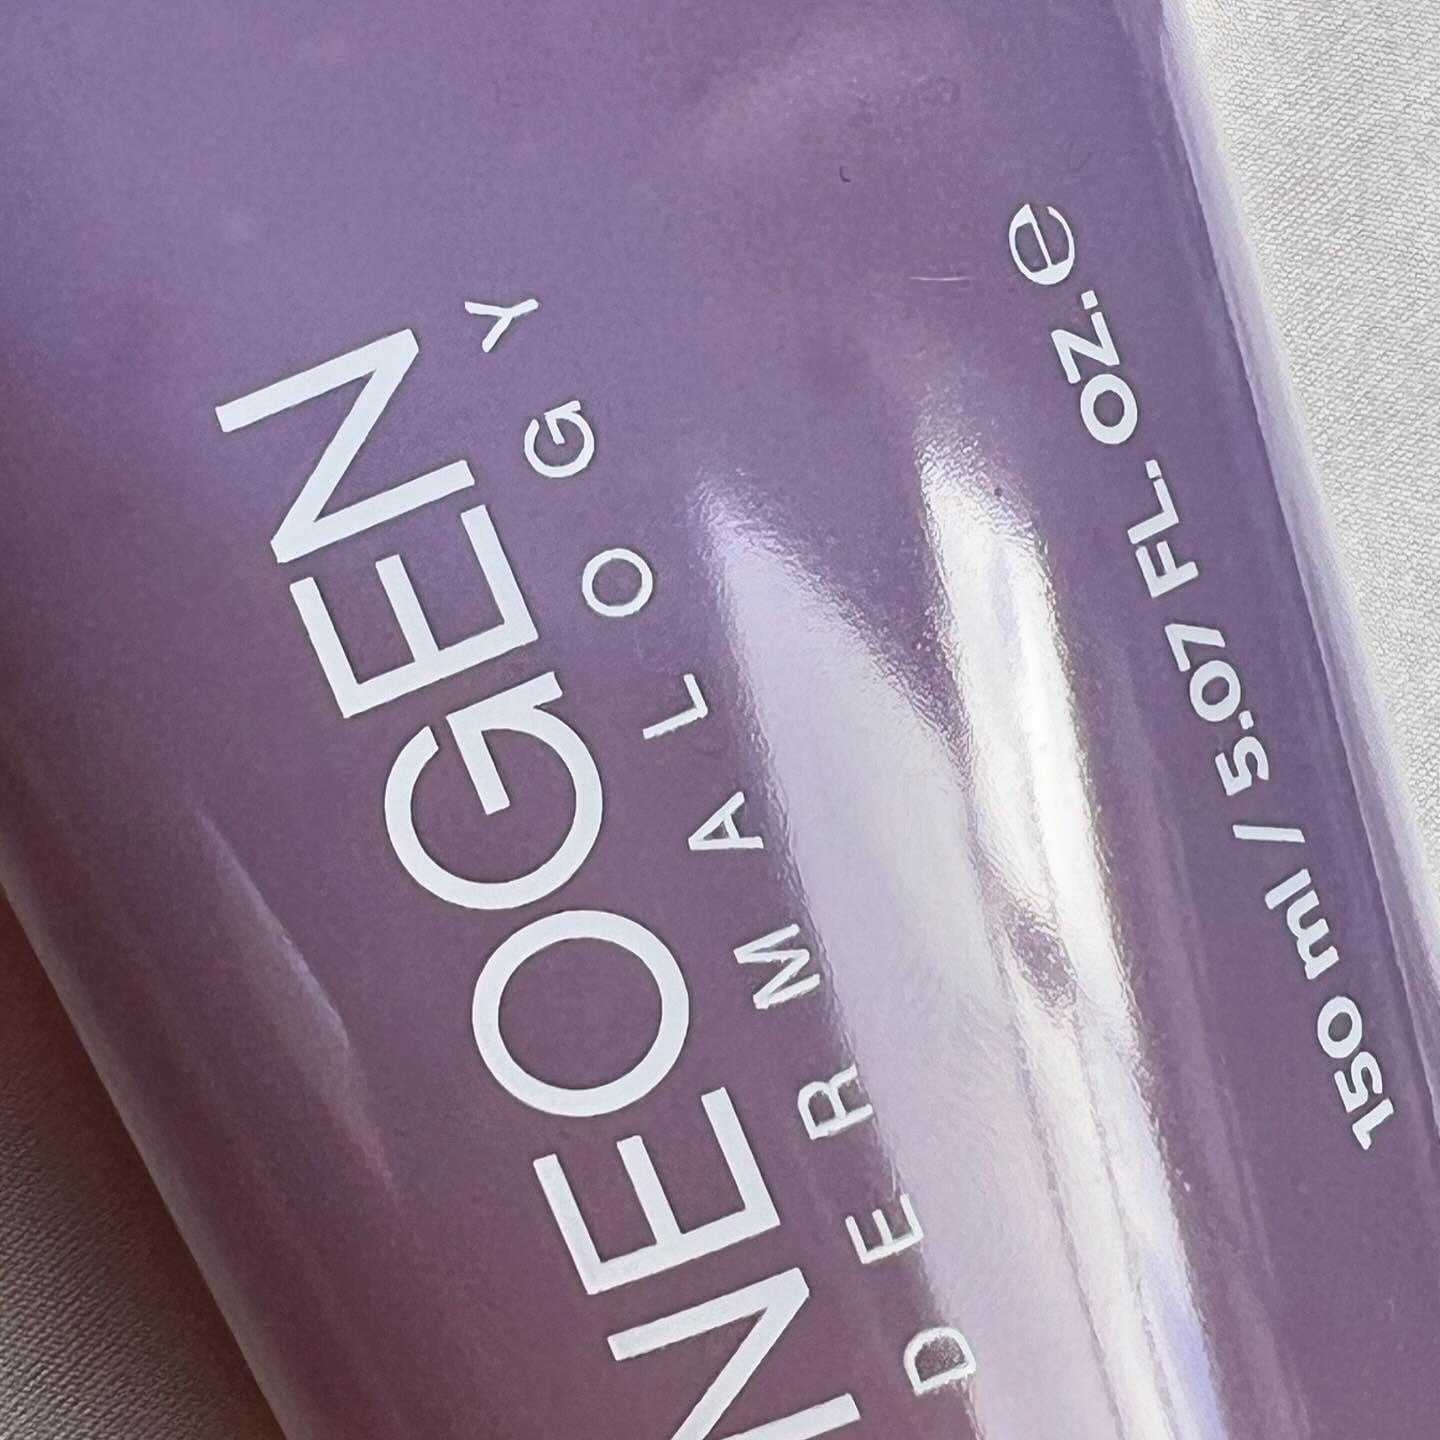 NEOGEN
DERMALOGY
150 ml / 5.07 FL. OZ. e